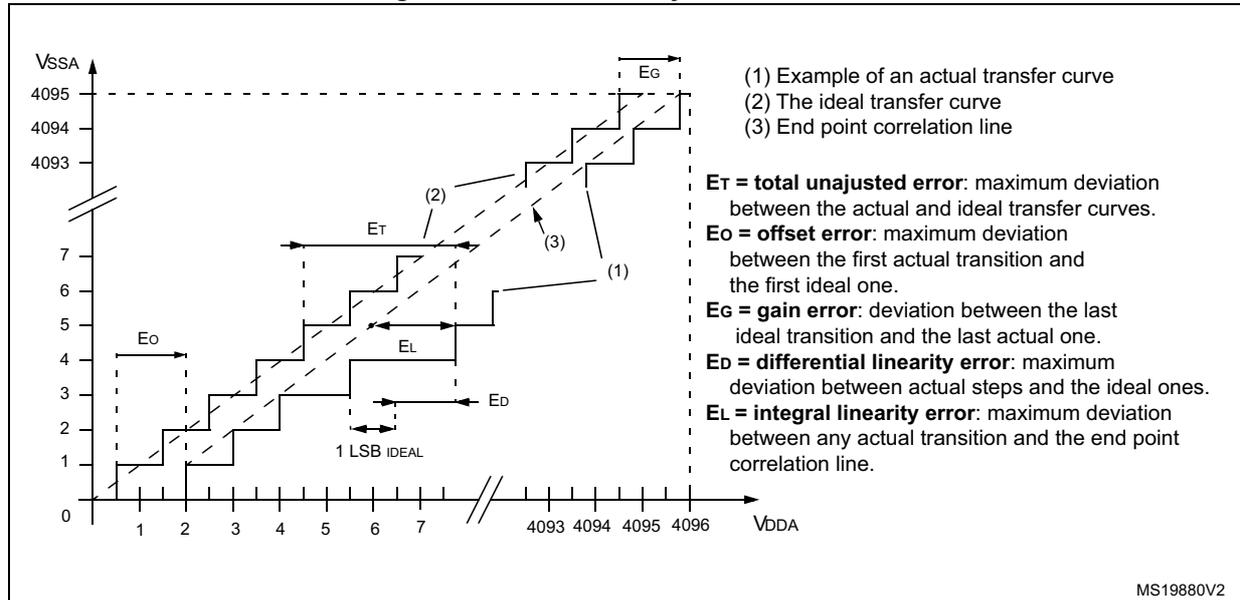 VSSA
EG
4095
4094
4093
(1) Example of an actual transfer curve
(2) The ideal transfer curve
(3) End point correlation line
(2)
ET
(3)
(1)
7
6
5
4
3
2
1
0
EO
EL
ED
1 LSB IDEAL
1 2 3 4 5 6 7 4093 4094 4095 4096
VDDA
ET = total unajusted error: maximum deviation
between the actual and ideal transfer curves.
EO = offset error: maximum deviation
between the first actual transition and
the first ideal one.
EG = gain error: deviation between the last
ideal transition and the last actual one.
ED = differential linearity error: maximum
deviation between actual steps and the ideal ones.
EL = integral linearity error: maximum deviation
between any actual transition and the end point
correlation line.
MS19880V2